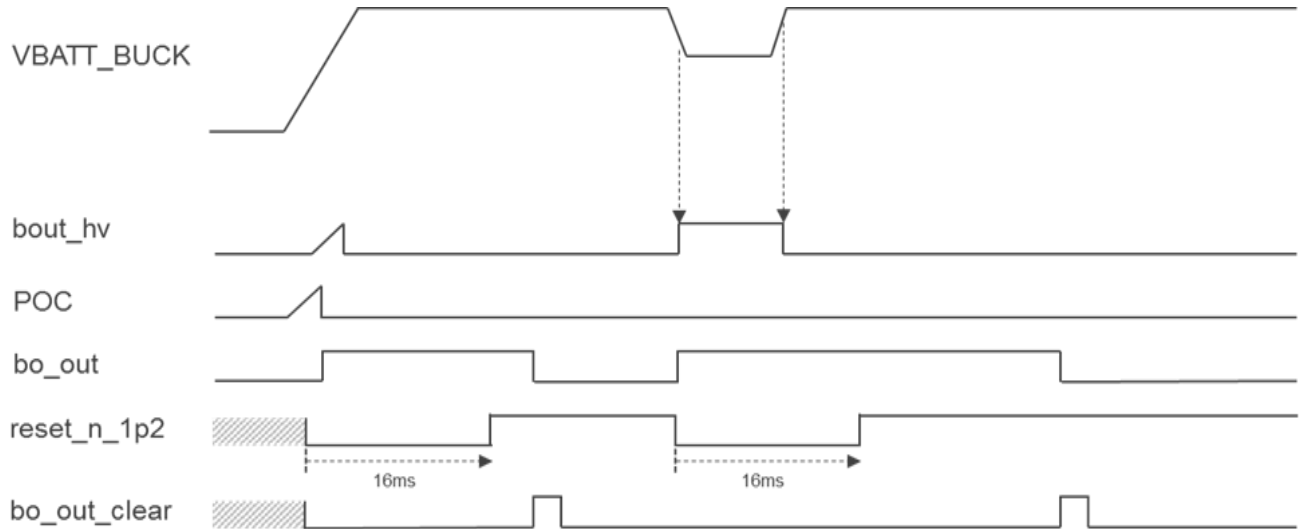 VBATT_BUCK
bout_hv
POC
bo_out
reset_n_1p2
16ms 16ms
bo_out_clear